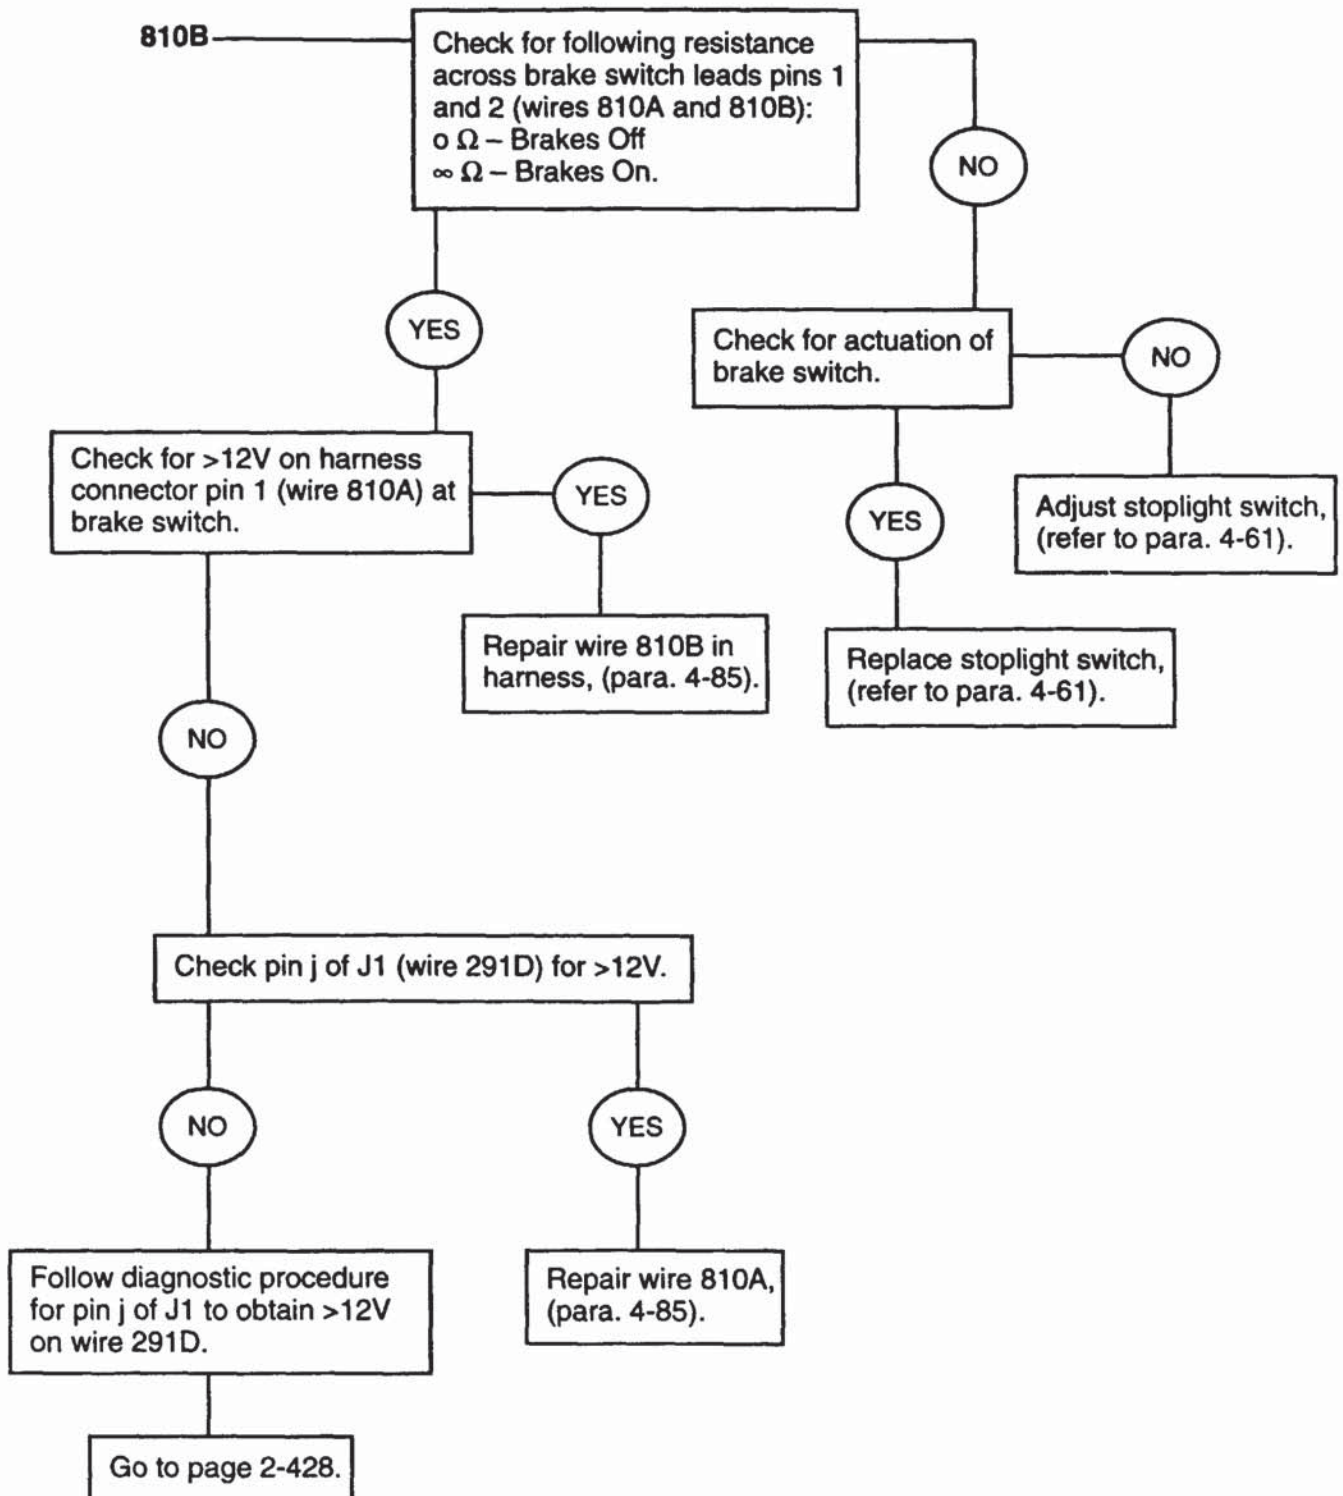 810B
Check for following resistance
across brake switch leads pins 1
and 2 (wires 810A and 810B):
o Ω – Brakes Off
∞ Ω – Brakes On.
NO
YES
Check for actuation of
brake switch.
NO
Check for >12V on harness
connector pin 1 (wire 810A) at
brake switch.
YES
YES
Adjust stoplight switch,
(refer to para. 4-61).
Repair wire 810B in
harness, (para. 4-85).
Replace stoplight switch,
(refer to para. 4-61).
NO
Check pin j of J1 (wire 291D) for >12V.
NO
YES
Follow diagnostic procedure
for pin j of J1 to obtain >12V
on wire 291D.
Repair wire 810A,
(para. 4-85).
Go to page 2-428.